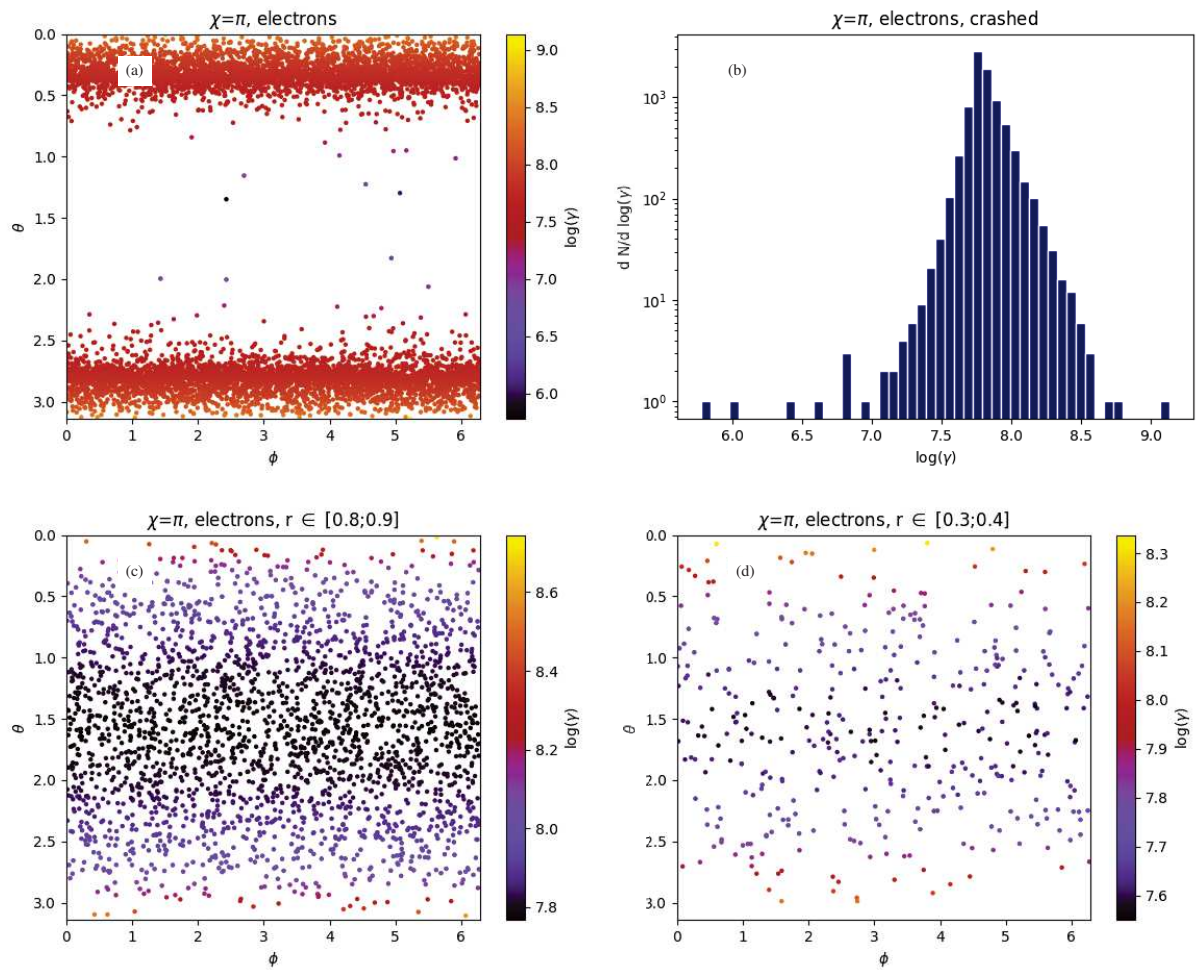 χ=π, electrons
(a)
0.0
0.5
1.0
1.5
2.0
2.5
3.0
θ
0 1 2 3 4 5 6
ϕ
9.0
8.5
8.0
7.5
7.0
6.5
6.0
log(γ)
χ=π, electrons, crashed
(b)
10³
10²
10¹
10⁰
d N/d log(γ)
6.0 6.5 7.0 7.5 8.0 8.5 9.0
log(γ)
χ=π, electrons, r ∈ [0.8;0.9]
(c)
0.0
0.5
1.0
1.5
2.0
2.5
3.0
θ
0 1 2 3 4 5 6
ϕ
8.6
8.4
8.2
8.0
7.8
log(γ)
χ=π, electrons, r ∈ [0.3;0.4]
(d)
0.0
0.5
1.0
1.5
2.0
2.5
3.0
θ
0 1 2 3 4 5 6
ϕ
8.3
8.2
8.1
8.0
7.9
7.8
7.7
7.6
log(γ)